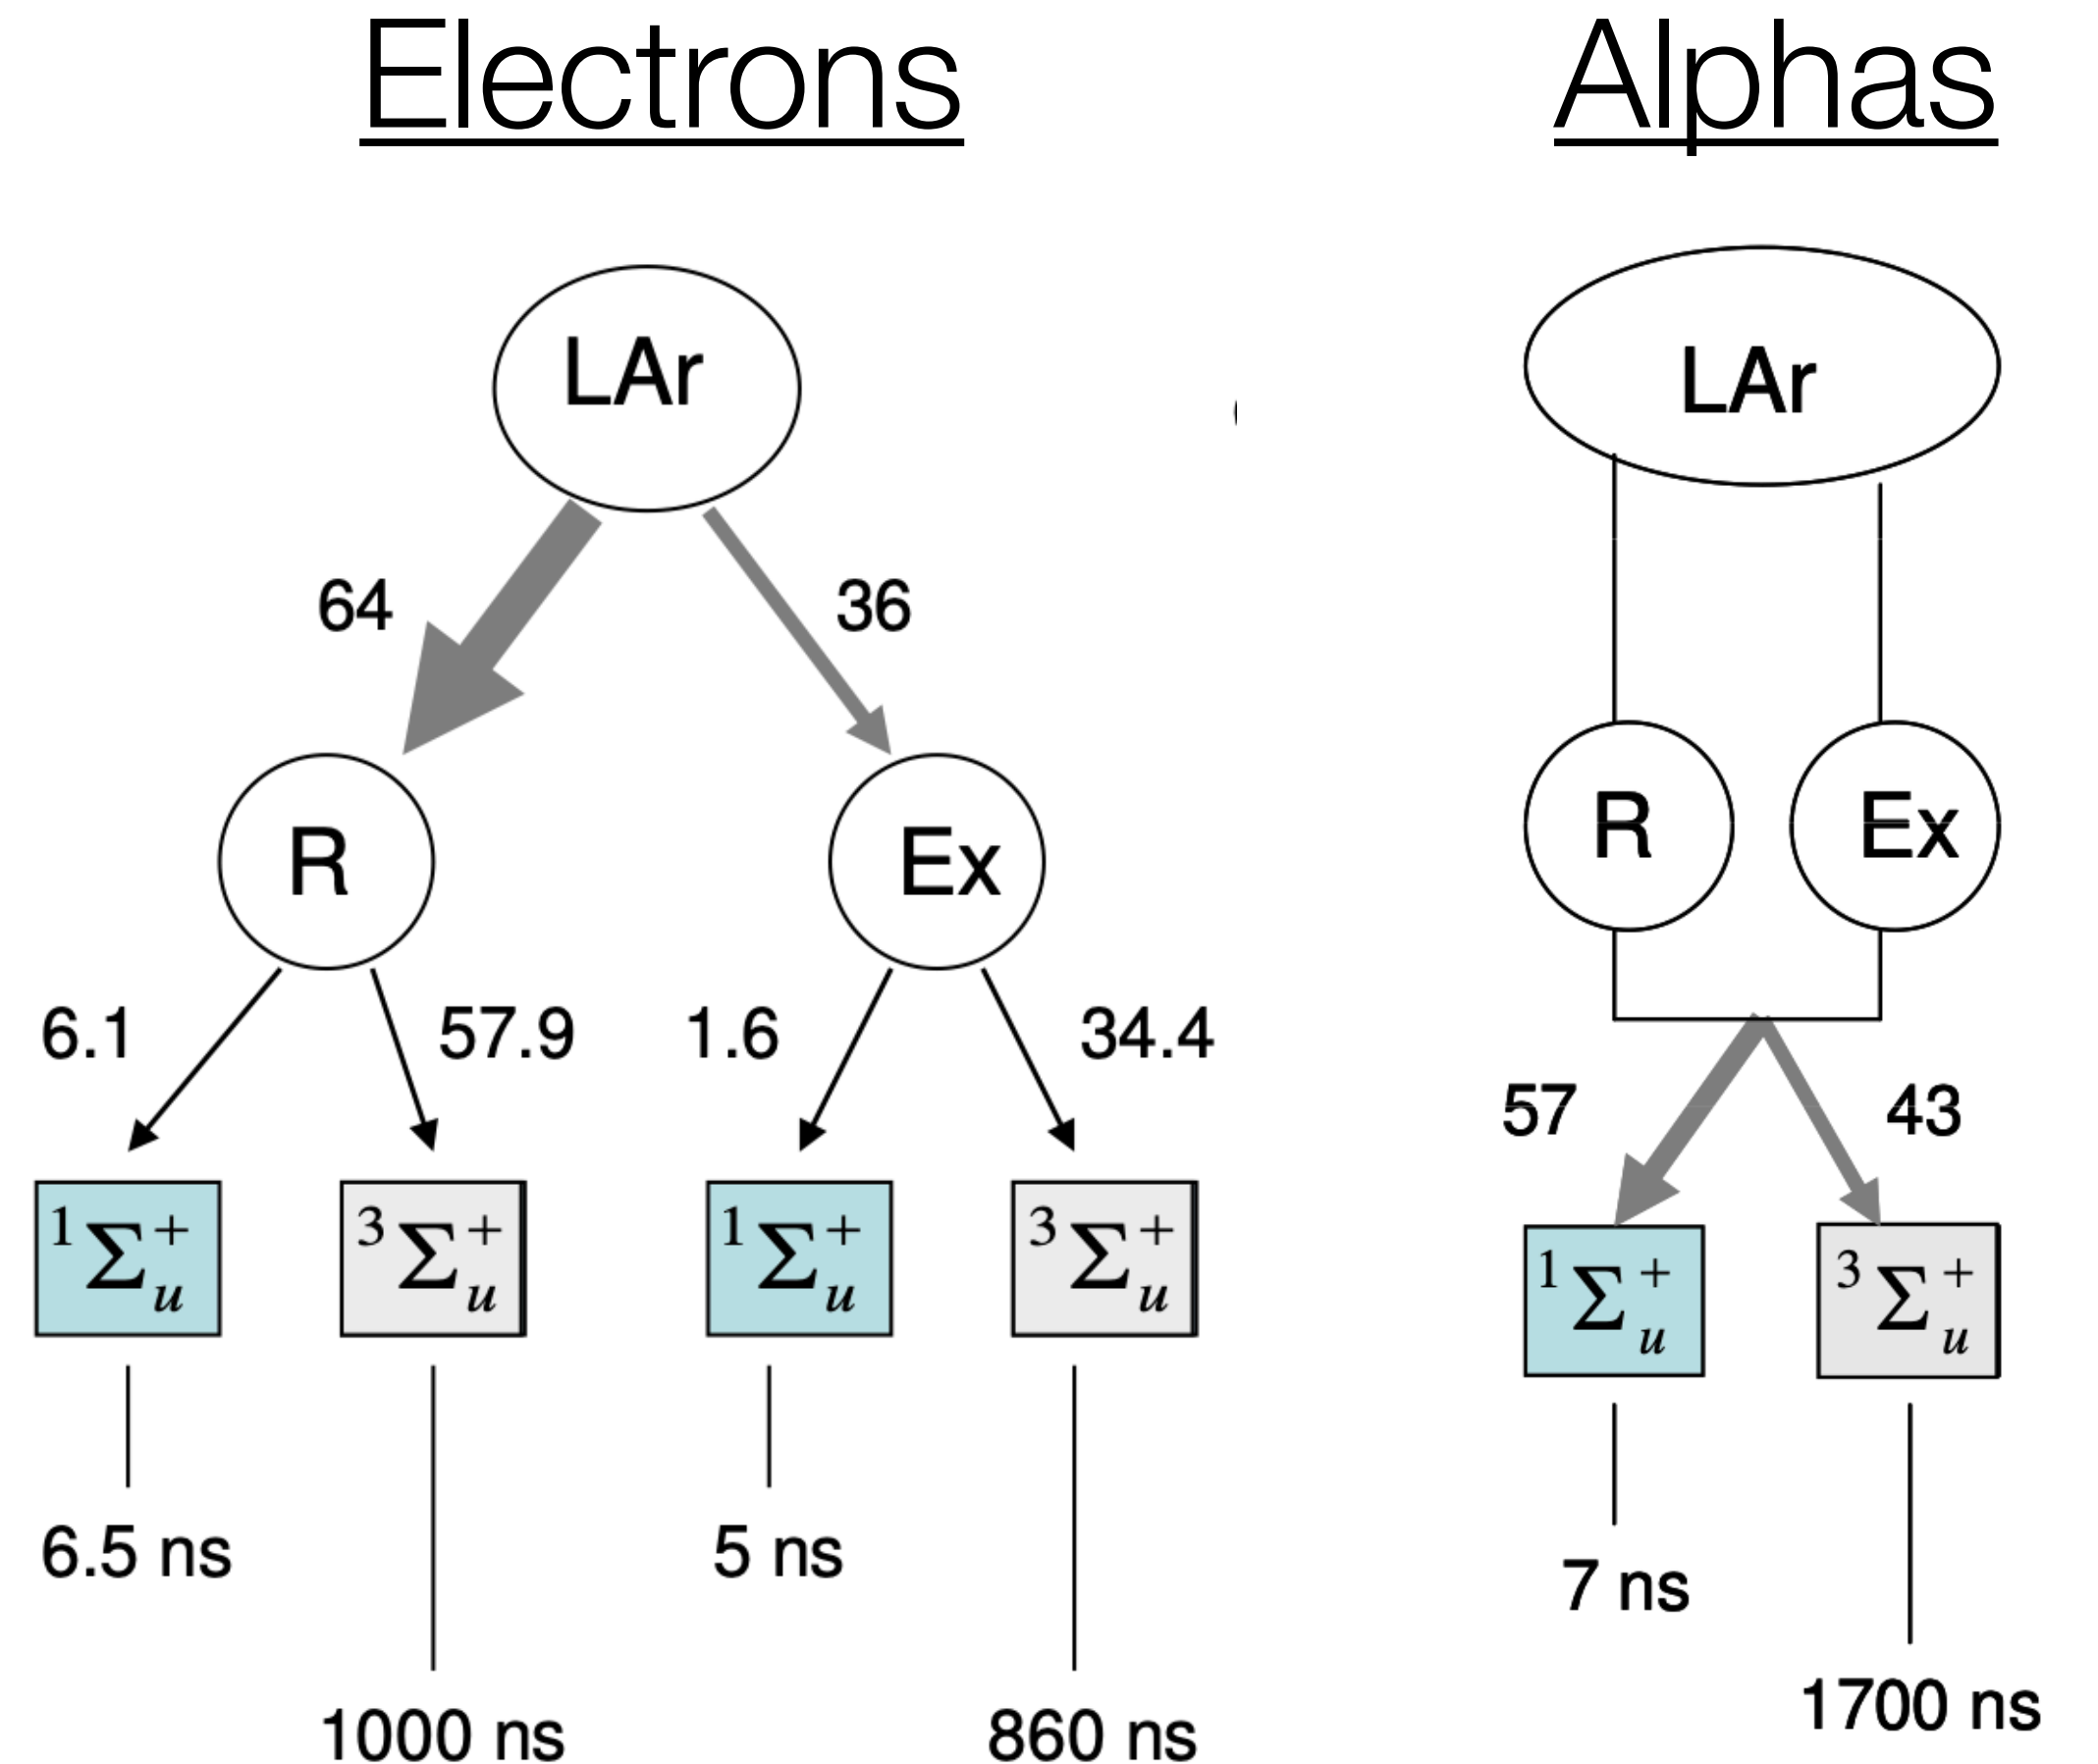 Electrons
Alphas
LAr
LAr
64
36
R
Ex
R
Ex
6.1
57.9
1.6
34.4
57
43
¹Σᵤ⁺
³Σᵤ⁺
¹Σᵤ⁺
³Σᵤ⁺
¹Σᵤ⁺
³Σᵤ⁺
6.5 ns
5 ns
7 ns
1000 ns
860 ns
1700 ns